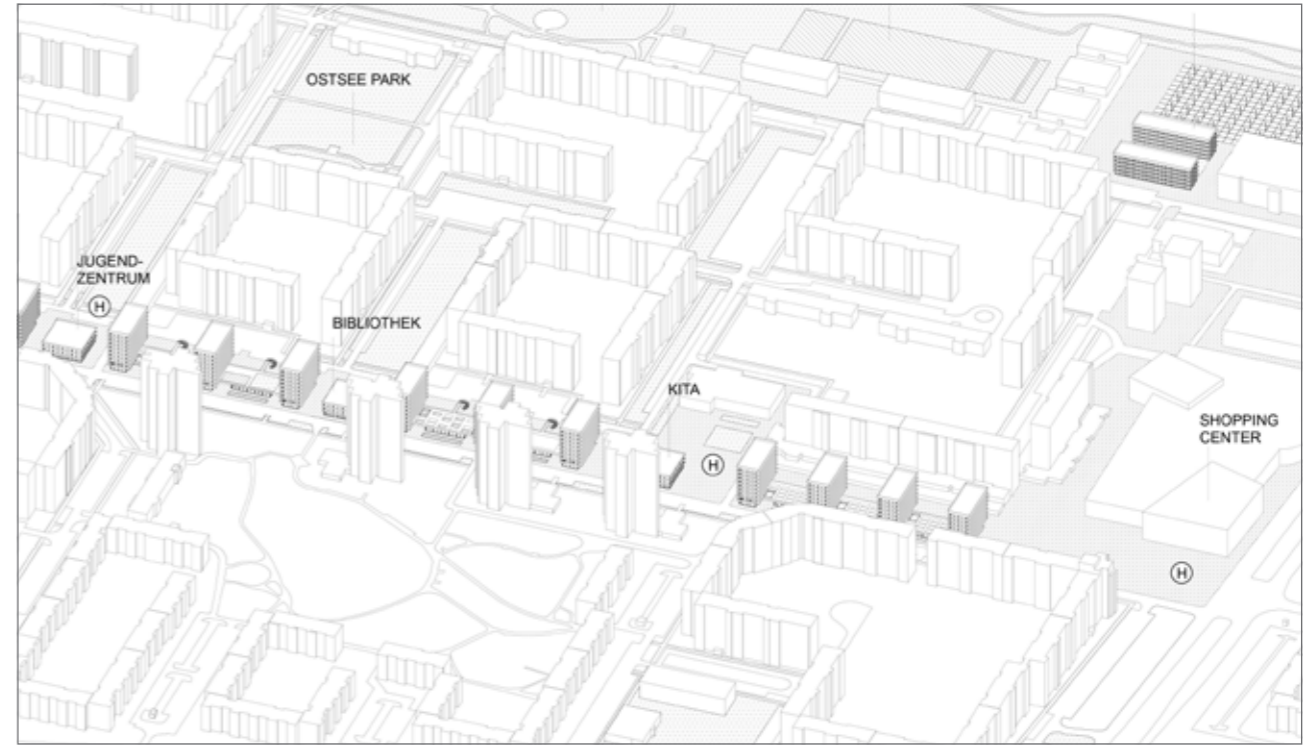 OSTSEE PARK
JUGEND-
ZENTRUM
H
BIBLIOTHEK
KITA
H
SHOPPING
CENTER
H